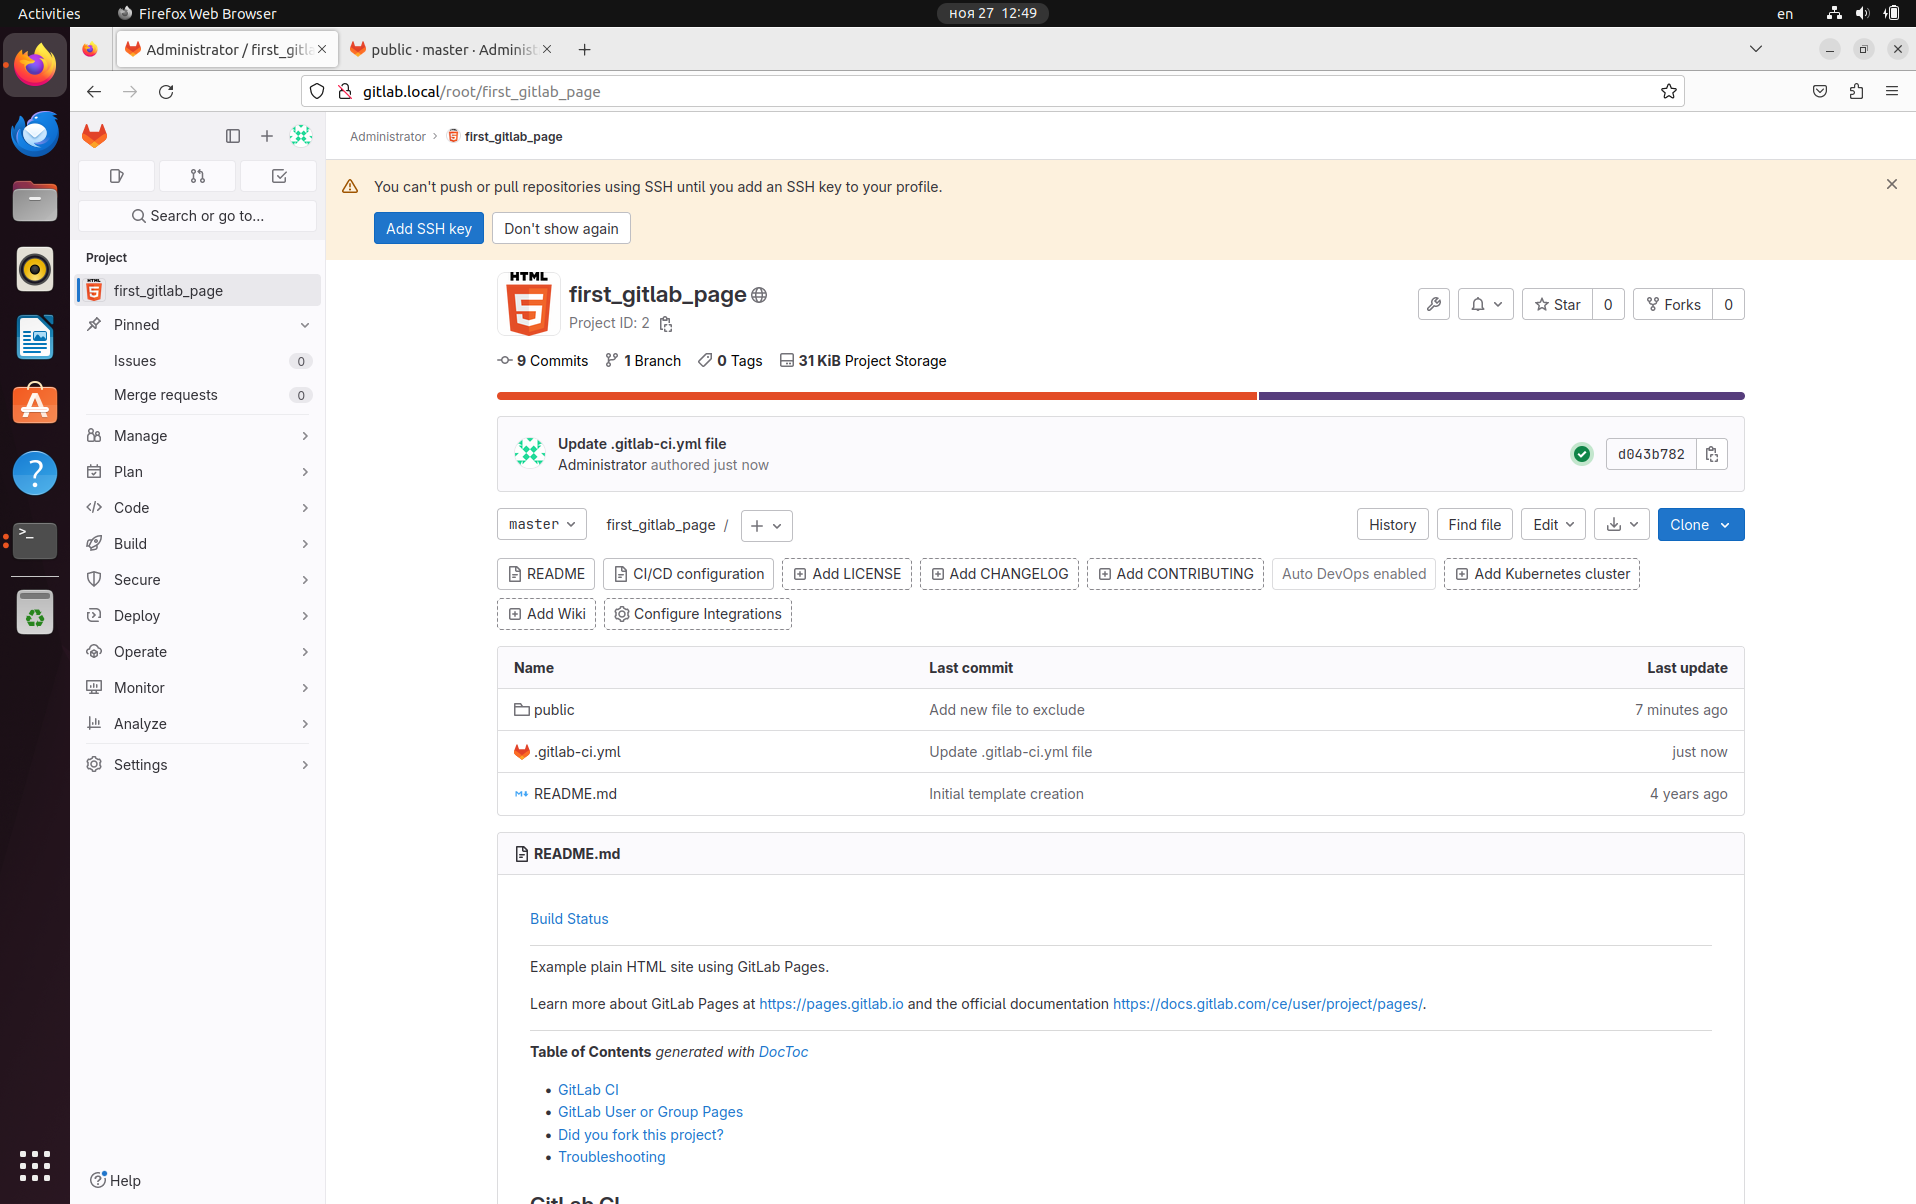 Activities
Firefox Web Browser
ноя 27 12:49
en
Administrator / first_gitla
public · master · Administ
gitlab.local/root/first_gitlab_page
Search or go to...
Project
first_gitlab_page
Pinned
Issues 0
Merge requests 0
Manage
Plan
Code
Build
Secure
Deploy
Operate
Monitor
Analyze
Settings
Help
Administrator › first_gitlab_page
You can't push or pull repositories using SSH until you add an SSH key to your profile.
Add SSH key
Don't show again
HTML
5
first_gitlab_page
Project ID: 2
Star 0
Forks 0
9 Commits
1 Branch
0 Tags
31 KiB Project Storage
Update .gitlab-ci.yml file
Administrator authored just now
d043b782
master
first_gitlab_page /
History
Find file
Edit
Clone
README
CI/CD configuration
Add LICENSE
Add CHANGELOG
Add CONTRIBUTING
Auto DevOps enabled
Add Kubernetes cluster
Add Wiki
Configure Integrations
Name Last commit Last update
public Add new file to exclude 7 minutes ago
.gitlab-ci.yml Update .gitlab-ci.yml file just now
README.md Initial template creation 4 years ago
README.md
Build Status
Example plain HTML site using GitLab Pages.
Learn more about GitLab Pages at https://pages.gitlab.io and the official documentation https://docs.gitlab.com/ce/user/project/pages/.
Table of Contents generated with DocToc
• GitLab CI
• GitLab User or Group Pages
• Did you fork this project?
• Troubleshooting
GitLab CI